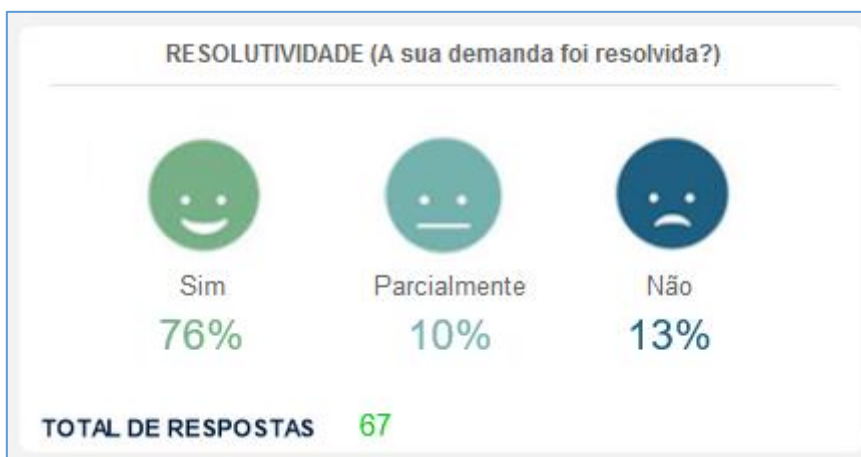 RESOLUTIVIDADE (A sua demanda foi resolvida?)
Sim Parcialmente Não
76% 10% 13%
TOTAL DE RESPOSTAS 67